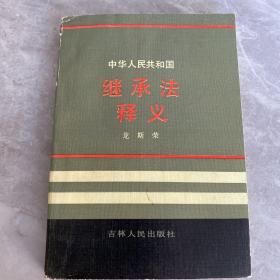 中华人民共和国
继承法
释义
龙斯荣
吉林人民出版社